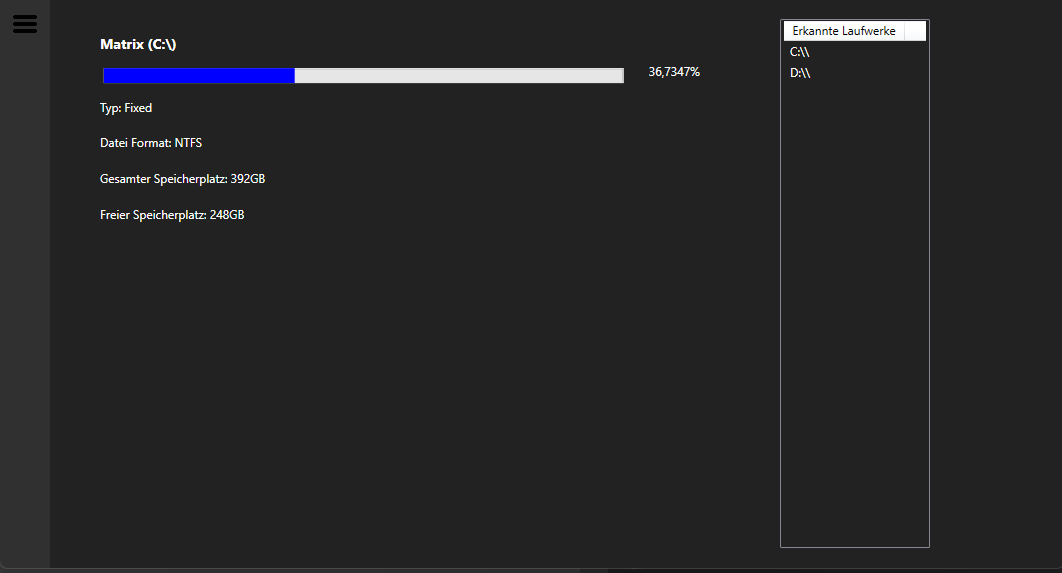 Matrix (C:\)
36,7347%
Typ: Fixed
Datei Format: NTFS
Gesamter Speicherplatz: 392GB
Freier Speicherplatz: 248GB
Erkannte Laufwerke
C:\\
D:\\